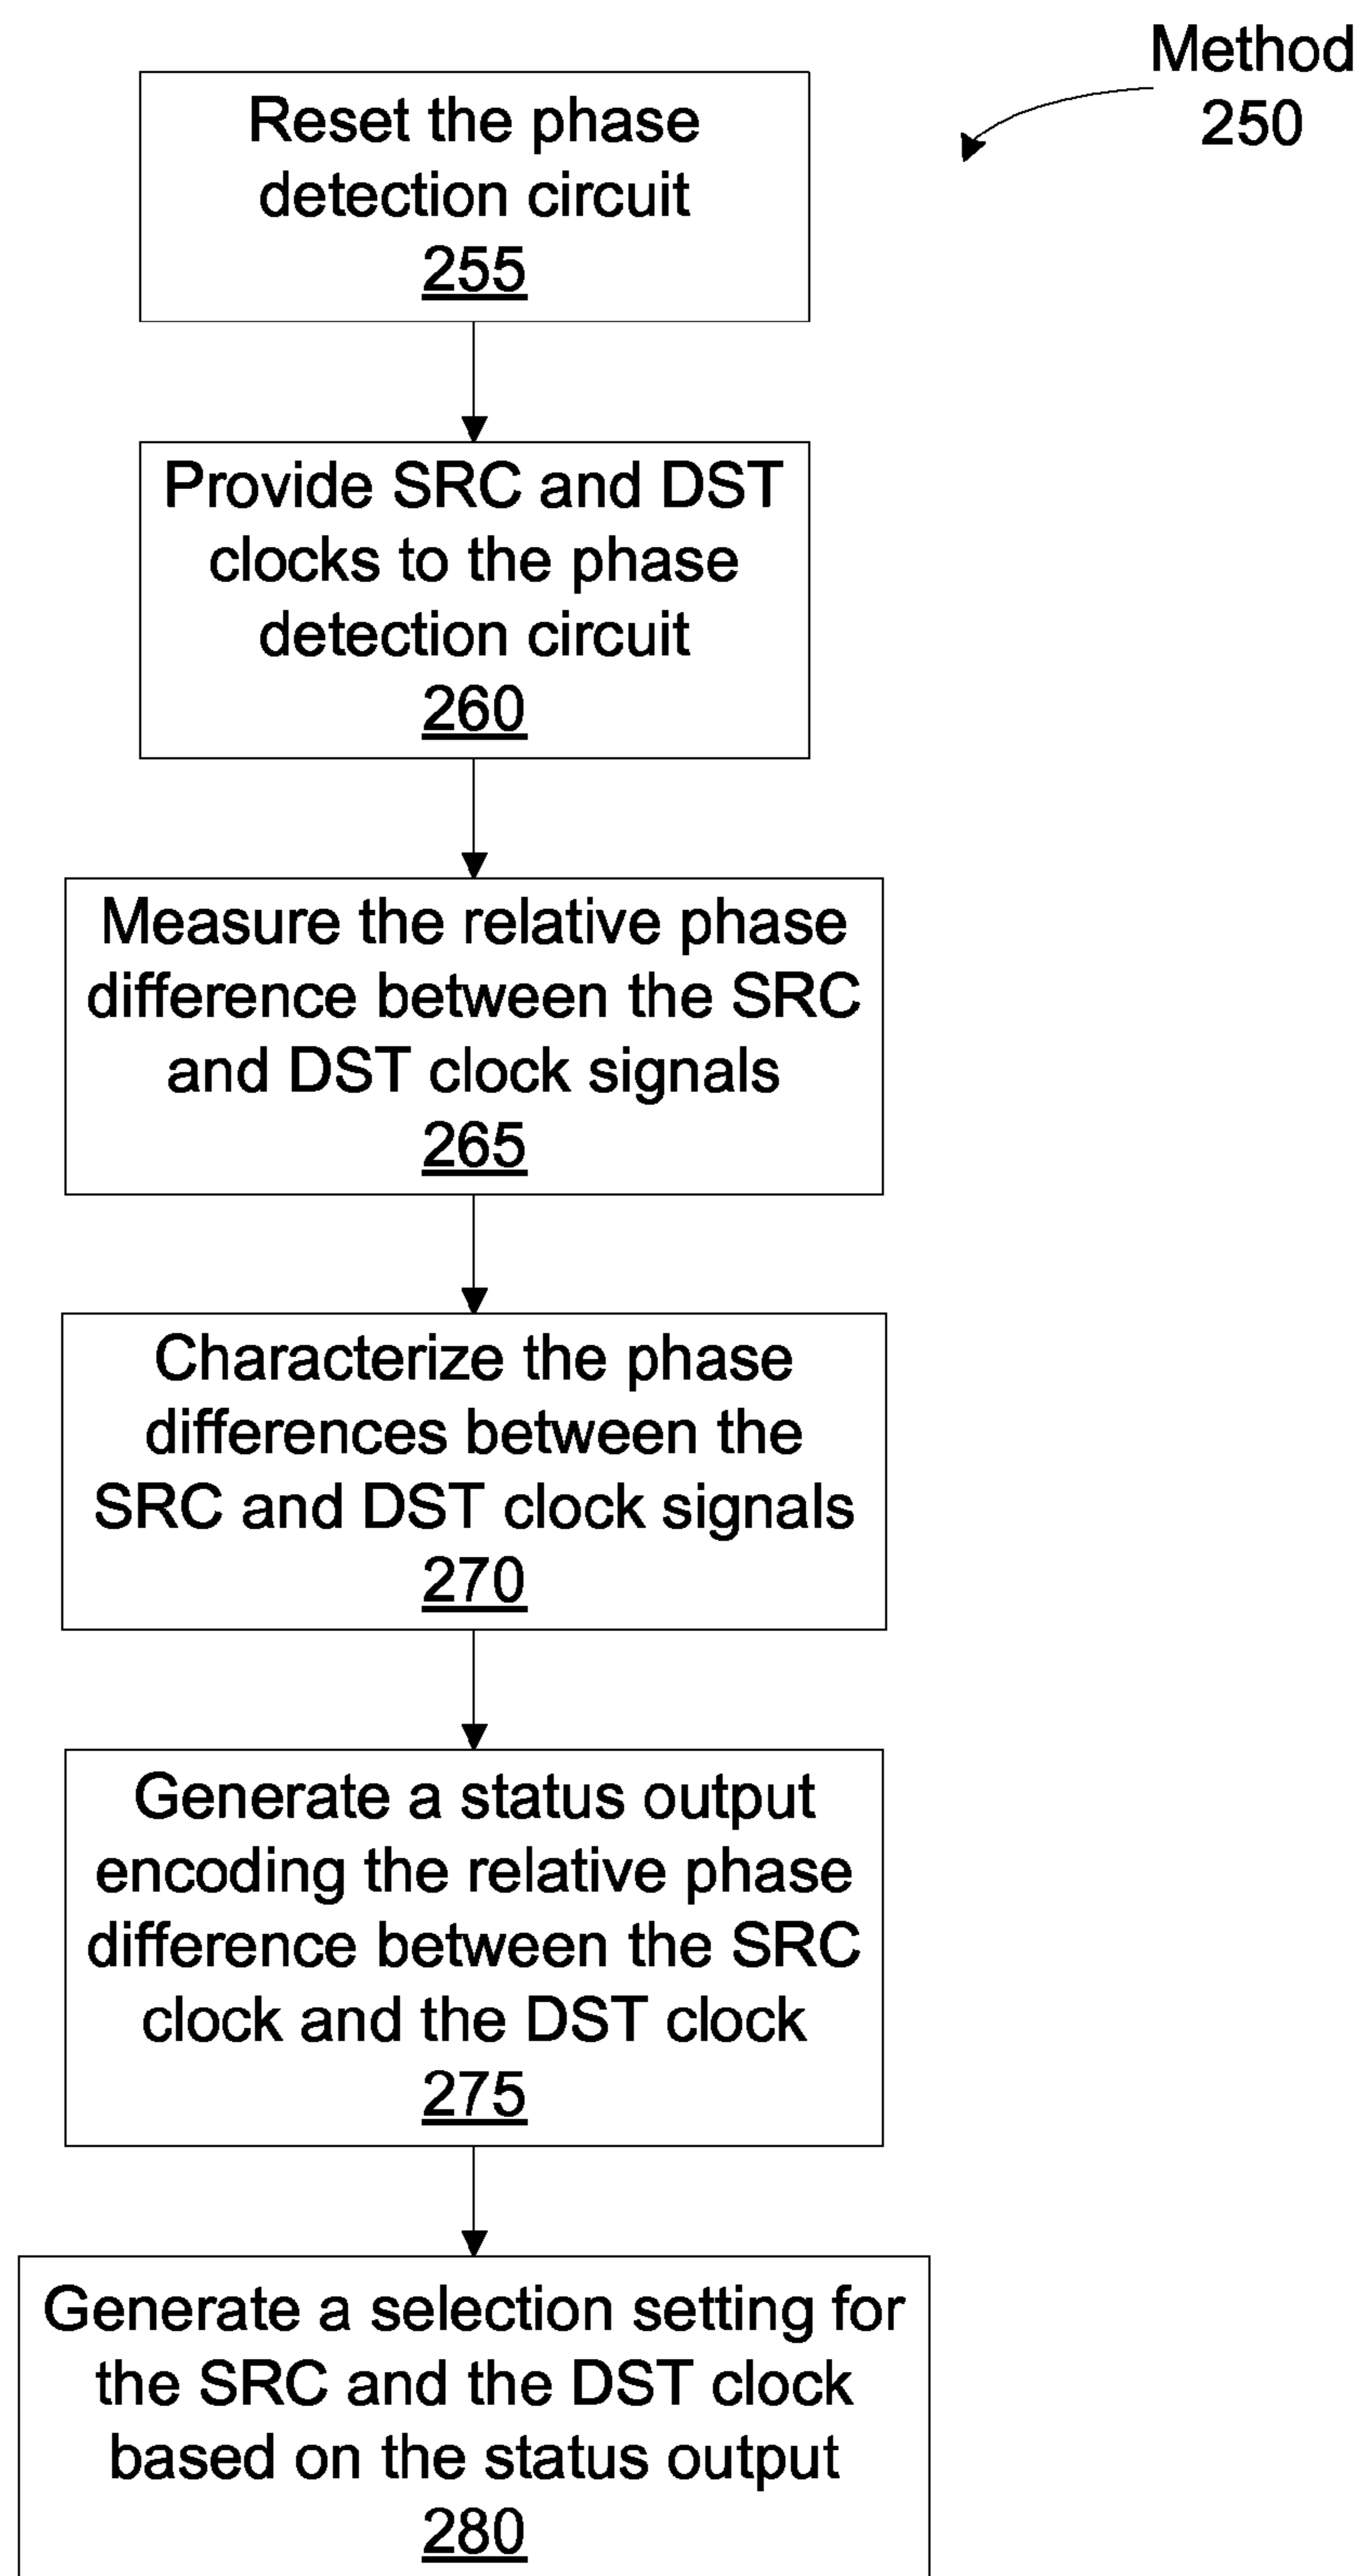 Method
250
Reset the phase
detection circuit
255
Provide SRC and DST
clocks to the phase
detection circuit
260
Measure the relative phase
difference between the SRC
and DST clock signals
265
Characterize the phase
differences between the
SRC and DST clock signals
270
Generate a status output
encoding the relative phase
difference between the SRC
clock and the DST clock
275
Generate a selection setting for
the SRC and the DST clock
based on the status output
280